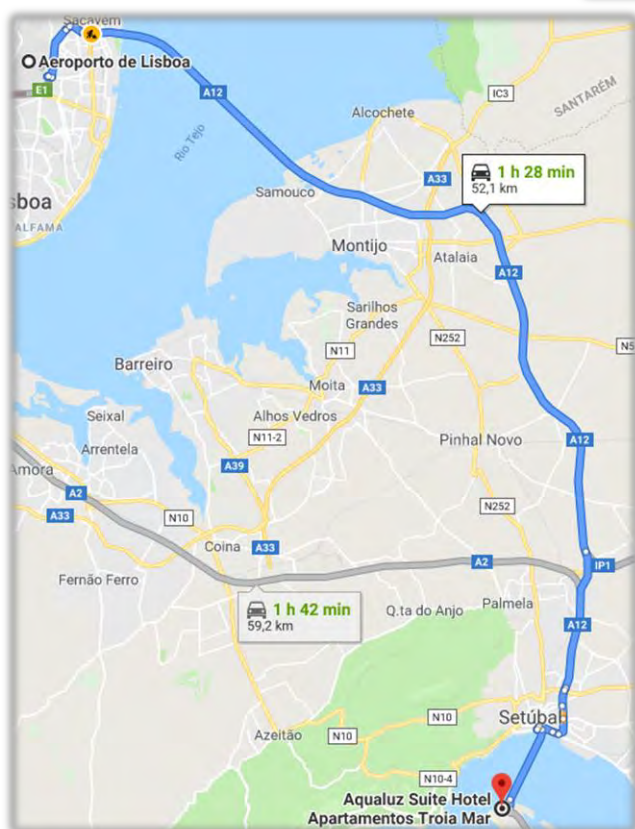 Sacavém
Aeroporto de Lisboa
E1
A12
IC3
SANTARÉM
Rio Tejo
Alcochete
A33
1 h 28 min
52,1 km
Samouco
boa
ALFAMA
Montijo
Atalaia
A12
Sarilhos
Grandes
N252
N11
N5
Barreiro
Moita
A33
Seixal
Alhos Vedros
Arrentela
N11-2
Pinhal Novo
A12
Amora
A39
A2
N252
A33
N10
Coina
A33
A2
IP1
Fernão Ferro
1 h 42 min
59,2 km
Q.ta do Anjo
Palmela
A12
N10
Setúbal
Azeitão
N10
N10-4
Aqualuz Suite Hotel
Apartamentos Troia Mar